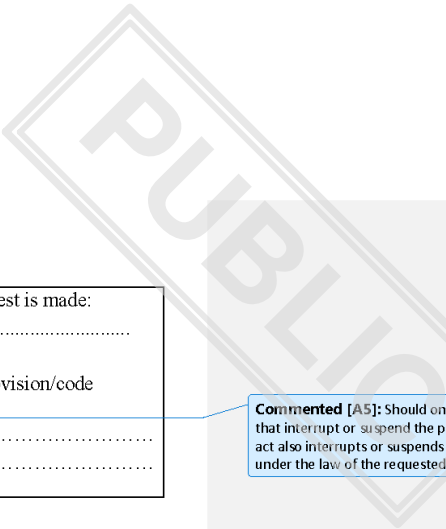 PUBLIC
est is made:
..........................
vision/code
Commented [A5]: Should on
that interrupt or suspend the p
act also interrupts or suspends
under the law of the requested
........................
........................